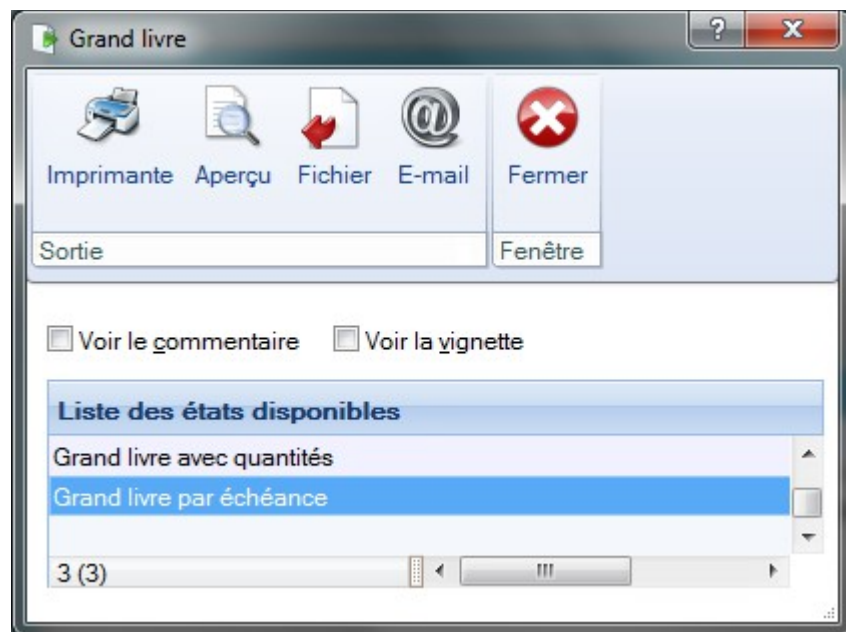 Grand livre
Imprimante Aperçu Fichier E-mail Fermer
Sortie Fenêtre
Voir le commentaire Voir la vignette
Liste des états disponibles
Grand livre avec quantités
Grand livre par échéance
3 (3)